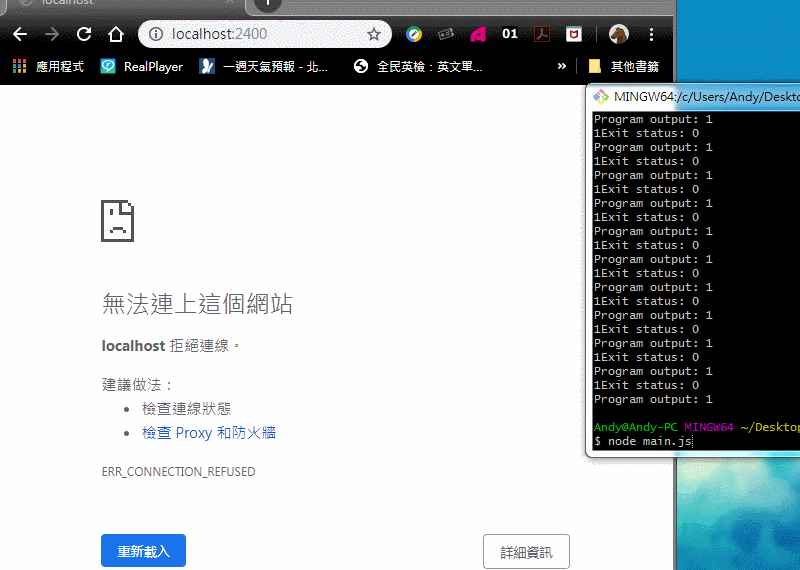 localhost
localhost:2400
01
應用程式
RealPlayer
一週天氣預報 - 北...
全民英檢：英文單...
»
其他書籤
無法連上這個網站
localhost 拒絕連線。
建議做法：
檢查連線狀態
檢查 Proxy 和防火牆
ERR_CONNECTION_REFUSED
重新載入
詳細資訊
MINGW64:/c/Users/Andy/Deskto
Program output: 1
1Exit status: 0
Program output: 1
1Exit status: 0
Program output: 1
1Exit status: 0
Program output: 1
1Exit status: 0
Program output: 1
1Exit status: 0
Program output: 1
1Exit status: 0
Program output: 1
1Exit status: 0
Program output: 1
1Exit status: 0
Program output: 1
1Exit status: 0
Program output: 1
1Exit status: 0
Program output: 1
Andy@Andy-PC MINGW64 ~/Desktop
$ node main.js